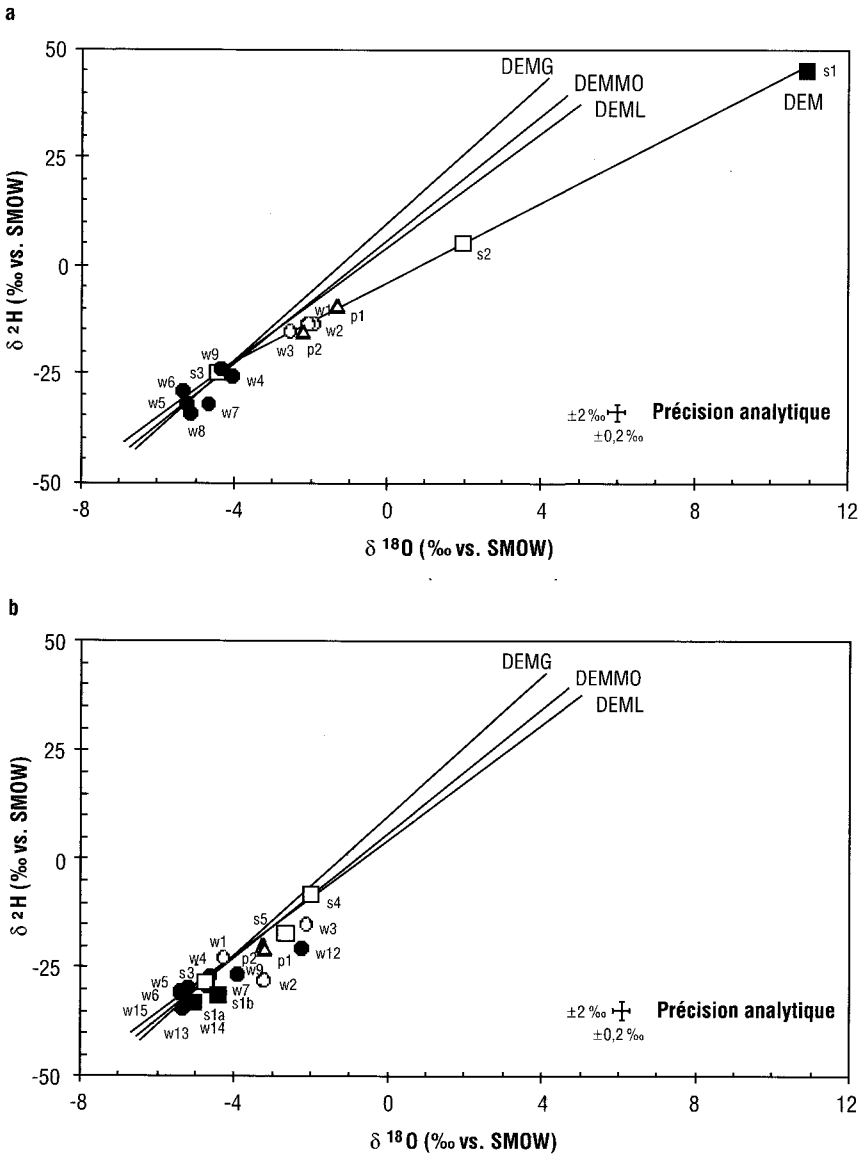 a
50
25
0
-25
-50
δ ²H (‰ vs. SMOW)
DEMG
DEMMO
DEML
s1
DEM
s2
w1
p1
w2
w3
p2
w9
s3
w4
w6
w5
w7
w8
±2‰
±0,2‰
Précision analytique
-8
-4
0
4
8
12
δ ¹⁸O (‰ vs. SMOW)
b
50
25
0
-25
-50
δ ²H (‰ vs. SMOW)
DEMG
DEMMO
DEML
s4
s5
w3
w1
w12
p2
p1
w4
w9
w2
s3
w5
w7
w6
s1b
w15
s1a
w13
w14
±2‰
±0,2‰
Précision analytique
-8
-4
0
4
8
12
δ ¹⁸O (‰ vs. SMOW)